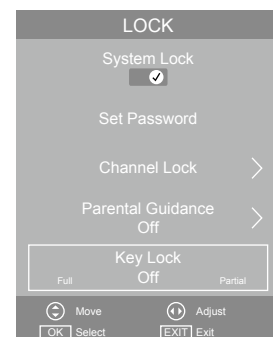 LOCK
System Lock
Set Password
Channel Lock
Parental Guidance
Off
Key Lock
Full Off Partial
Move Adjust
OK Select EXIT Exit